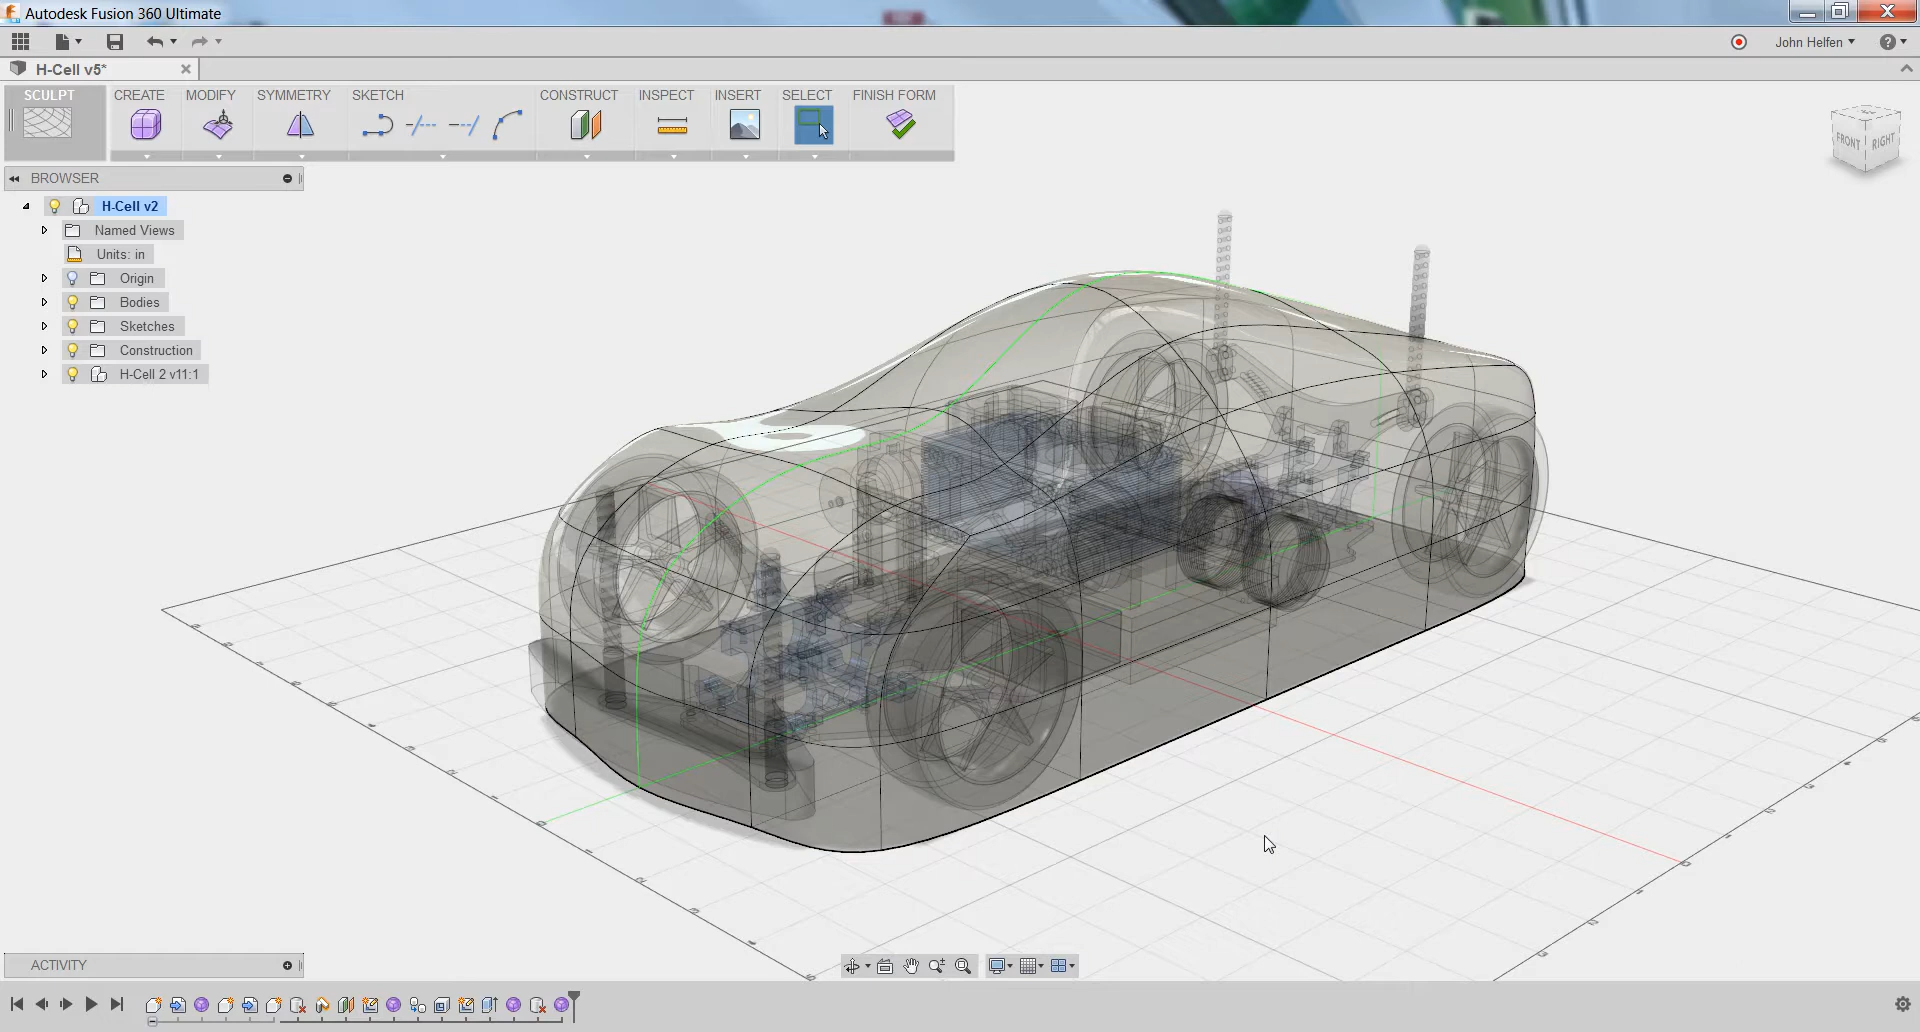 Autodesk Fusion 360 Ultimate
John Helfen
H-Cell v5*
SCULPT
CREATE
MODIFY
SYMMETRY
SKETCH
CONSTRUCT
INSPECT
INSERT
SELECT
FINISH FORM
FRONT
RIGHT
BROWSER
H-Cell v2
Named Views
Units: in
Origin
Bodies
Sketches
Construction
H-Cell 2 v11:1
ACTIVITY